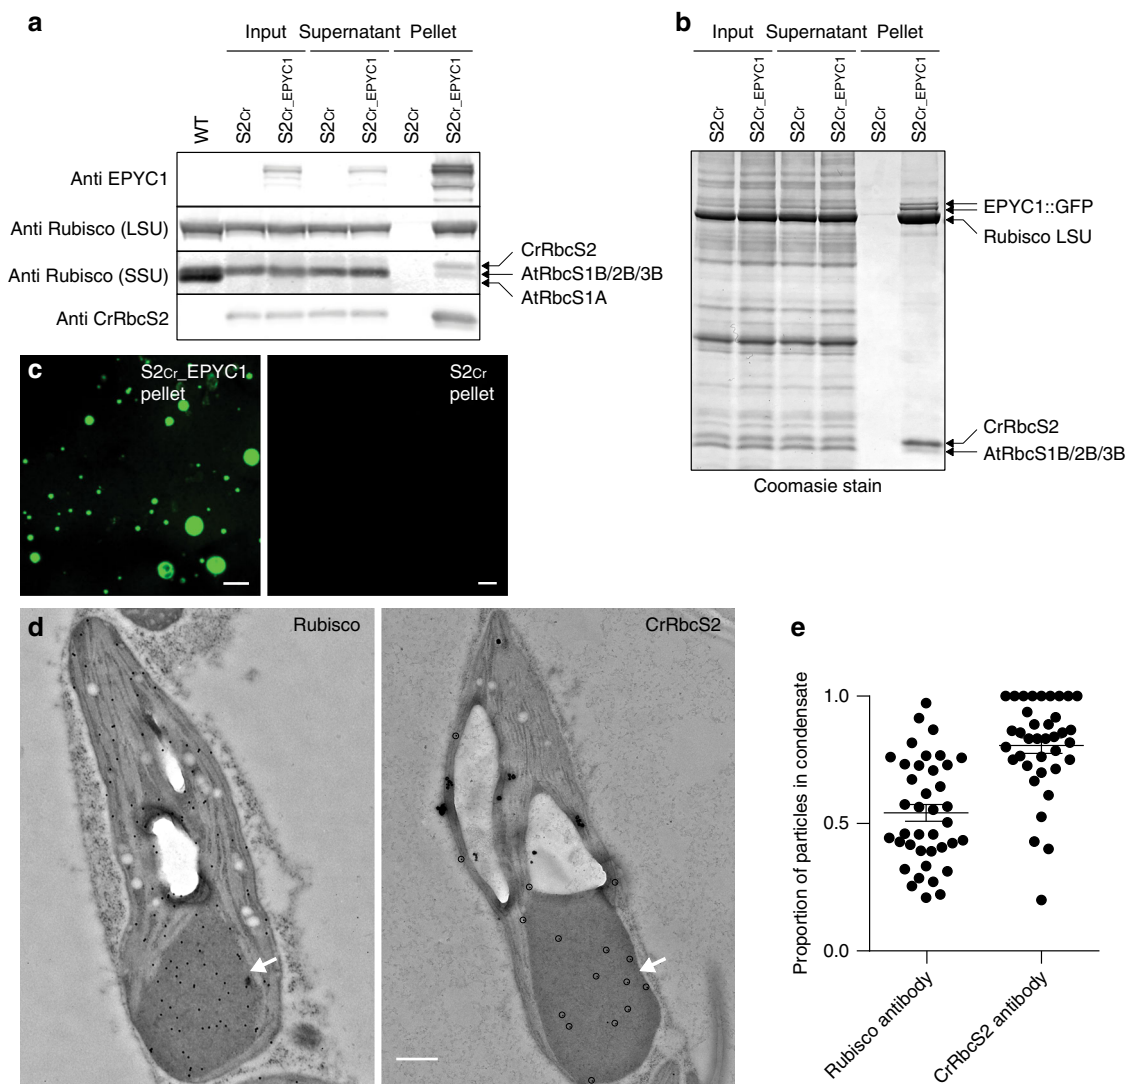 a
Input Supernatant Pellet
WT S2Cr S2Cr_EPYC1 S2Cr S2Cr_EPYC1 S2Cr S2Cr_EPYC1
Anti EPYC1
Anti Rubisco (LSU)
Anti Rubisco (SSU)
Anti CrRbcS2
CrRbcS2
AtRbcS1B/2B/3B
AtRbcS1A
b
Input Supernatant Pellet
S2Cr S2Cr_EPYC1 S2Cr S2Cr_EPYC1 S2Cr S2Cr_EPYC1
EPYC1::GFP
Rubisco LSU
CrRbcS2
AtRbcS1B/2B/3B
Coomasie stain
c
S2Cr_EPYC1
pellet
S2Cr
pellet
d
Rubisco
CrRbcS2
e
Proportion of particles in condensate
1.0
0.5
0.0
Rubisco antibody
CrRbcS2 antibody